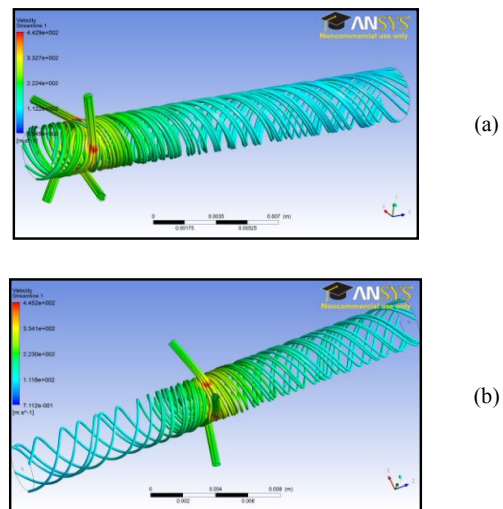 Velocity
Streamline 1
4.429e+002
3.327e+002
2.224e+002
[m s^-1]
ANSYS
Noncommercial use only
0
0.0035
0.007 (m)
0.00175
0.00525
(a)
Velocity
Streamline 1
4.452e+002
3.341e+002
2.230e+002
1.118e+002
7.112e-001
[m s^-1]
ANSYS
Noncommercial use only
0
0.004
0.008 (m)
0.002
0.006
(b)